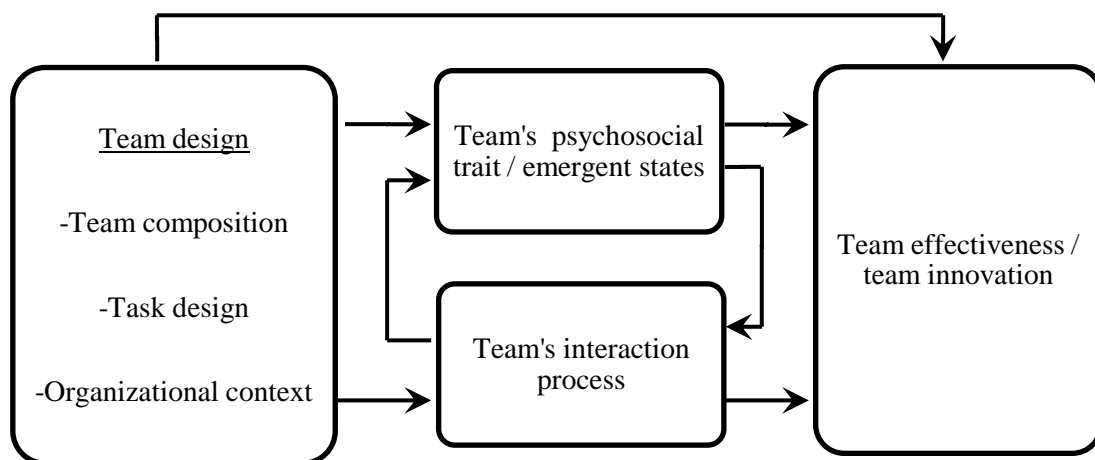 Team design
-Team composition
-Task design
-Organizational context
Team's psychosocial
trait / emergent states
Team's interaction
process
Team effectiveness /
team innovation